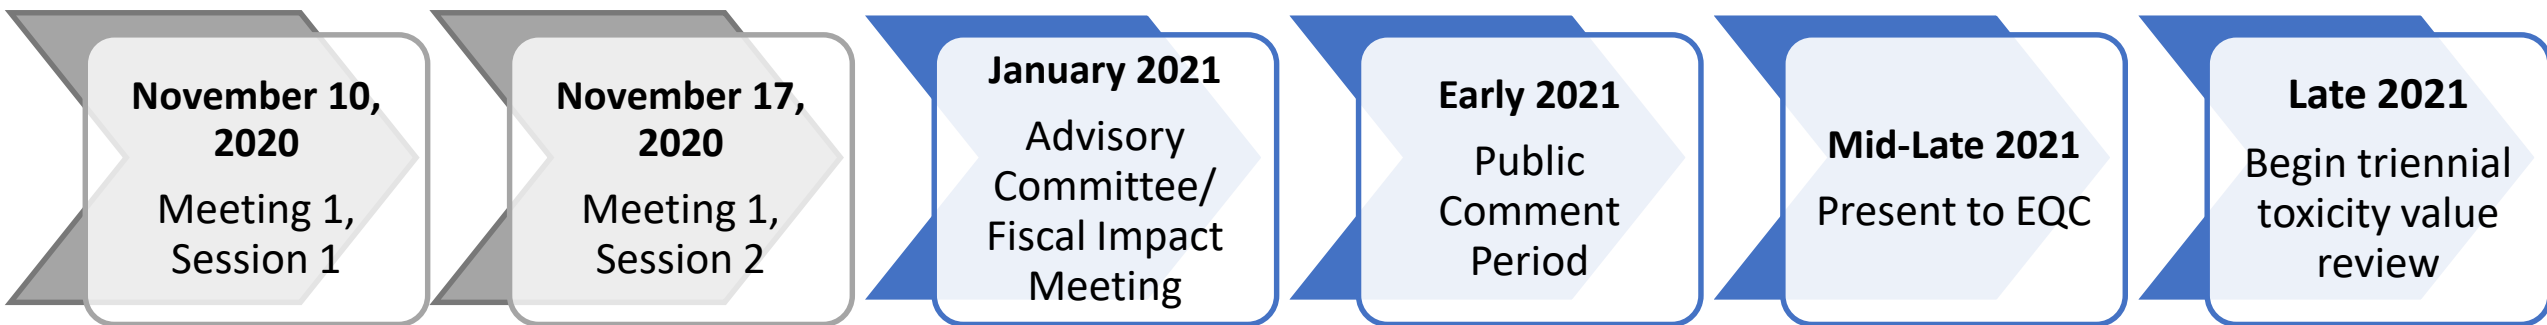 November 10,
2020
Meeting 1,
Session 1
November 17,
2020
Meeting 1,
Session 2
January 2021
Advisory
Committee/
Fiscal Impact
Meeting
Early 2021
Public
Comment
Period
Mid-Late 2021
Present to EQC
Late 2021
Begin triennial
toxicity value
review